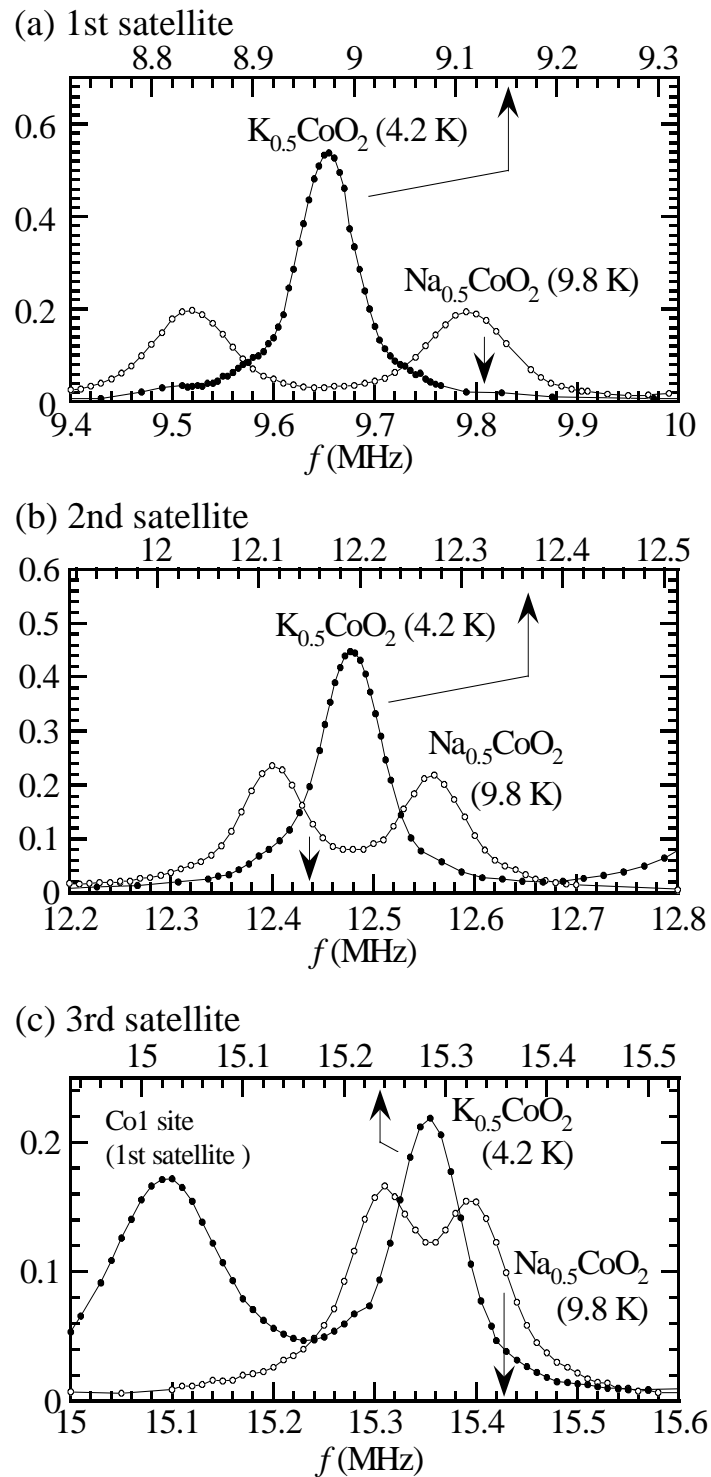 (a) 1st satellite
8.8 8.9 9 9.1 9.2 9.3
0.6
K0.5CoO2 (4.2 K)
0.4
Na0.5CoO2 (9.8 K)
0.2
0
9.4 9.5 9.6 9.7 9.8 9.9 10
f (MHz)
(b) 2nd satellite
12 12.1 12.2 12.3 12.4 12.5
0.6
K0.5CoO2 (4.2 K)
0.5
0.4
0.3
Na0.5CoO2
0.2
(9.8 K)
0.1
0
12.2 12.3 12.4 12.5 12.6 12.7 12.8
f (MHz)
(c) 3rd satellite
15 15.1 15.2 15.3 15.4 15.5
Co1 site
(1st satellite )
K0.5CoO2
(4.2 K)
0.2
Na0.5CoO2
(9.8 K)
0.1
0
15 15.1 15.2 15.3 15.4 15.5 15.6
f (MHz)